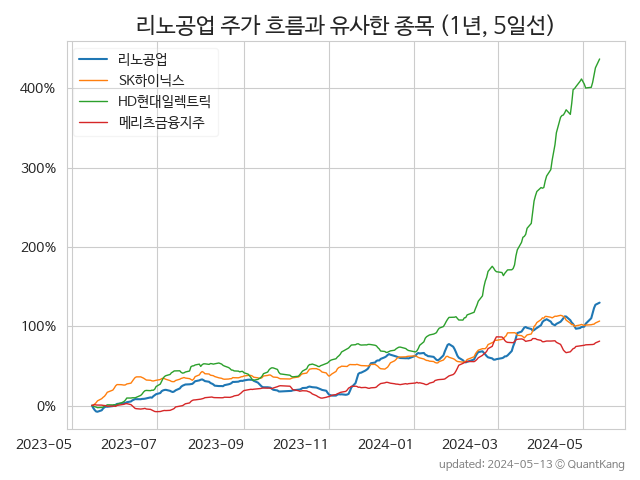 리노공업 주가 흐름과 유사한 종목 (1년, 5일선)
리노공업
SK하이닉스
HD현대일렉트릭
메리츠금융지주
400%
300%
200%
100%
0%
2023-05 2023-07 2023-09 2023-11 2024-01 2024-03 2024-05
updated: 2024-05-13 ⓒ QuantKang